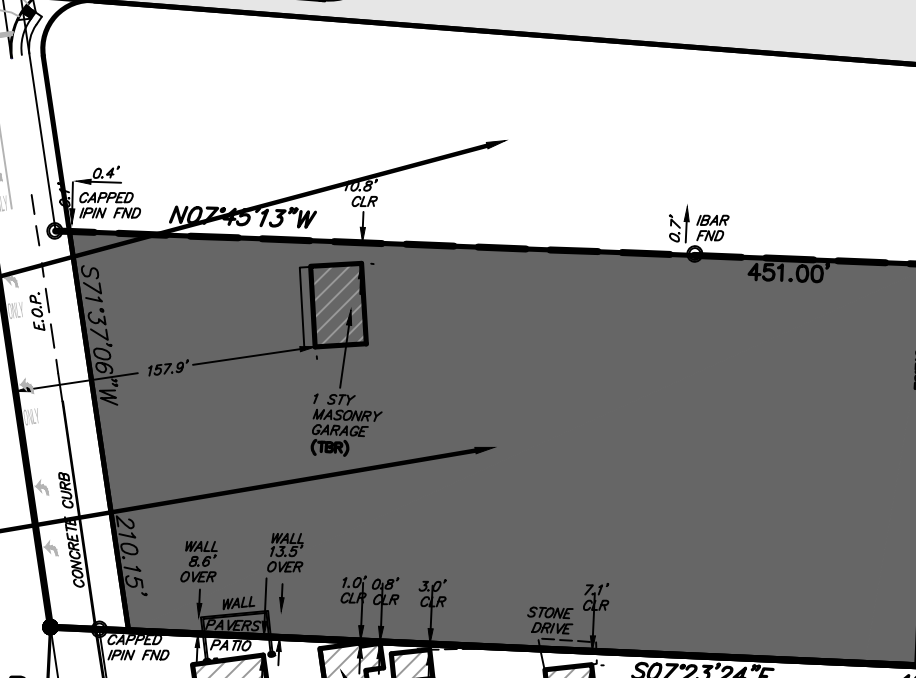 0.4'
CAPPED
IPIN FND
N07°45'13"W
10.8'
CLR
0.7'
IBAR
FND
451.00'
S71°37'06"W
E.O.P.
ONLY
ONLY
157.9'
1 STY
MASONRY
GARAGE
(TBR)
CONCRETE CURB
210.15'
WALL
8.6'
OVER
WALL
13.5'
OVER
WALL
PAVERS
PATIO
1.0'
CLR
0.8'
CLR
3.0'
CLR
STONE
DRIVE
7.1'
CLR
CAPPED
IPIN FND
S07°23'24"E